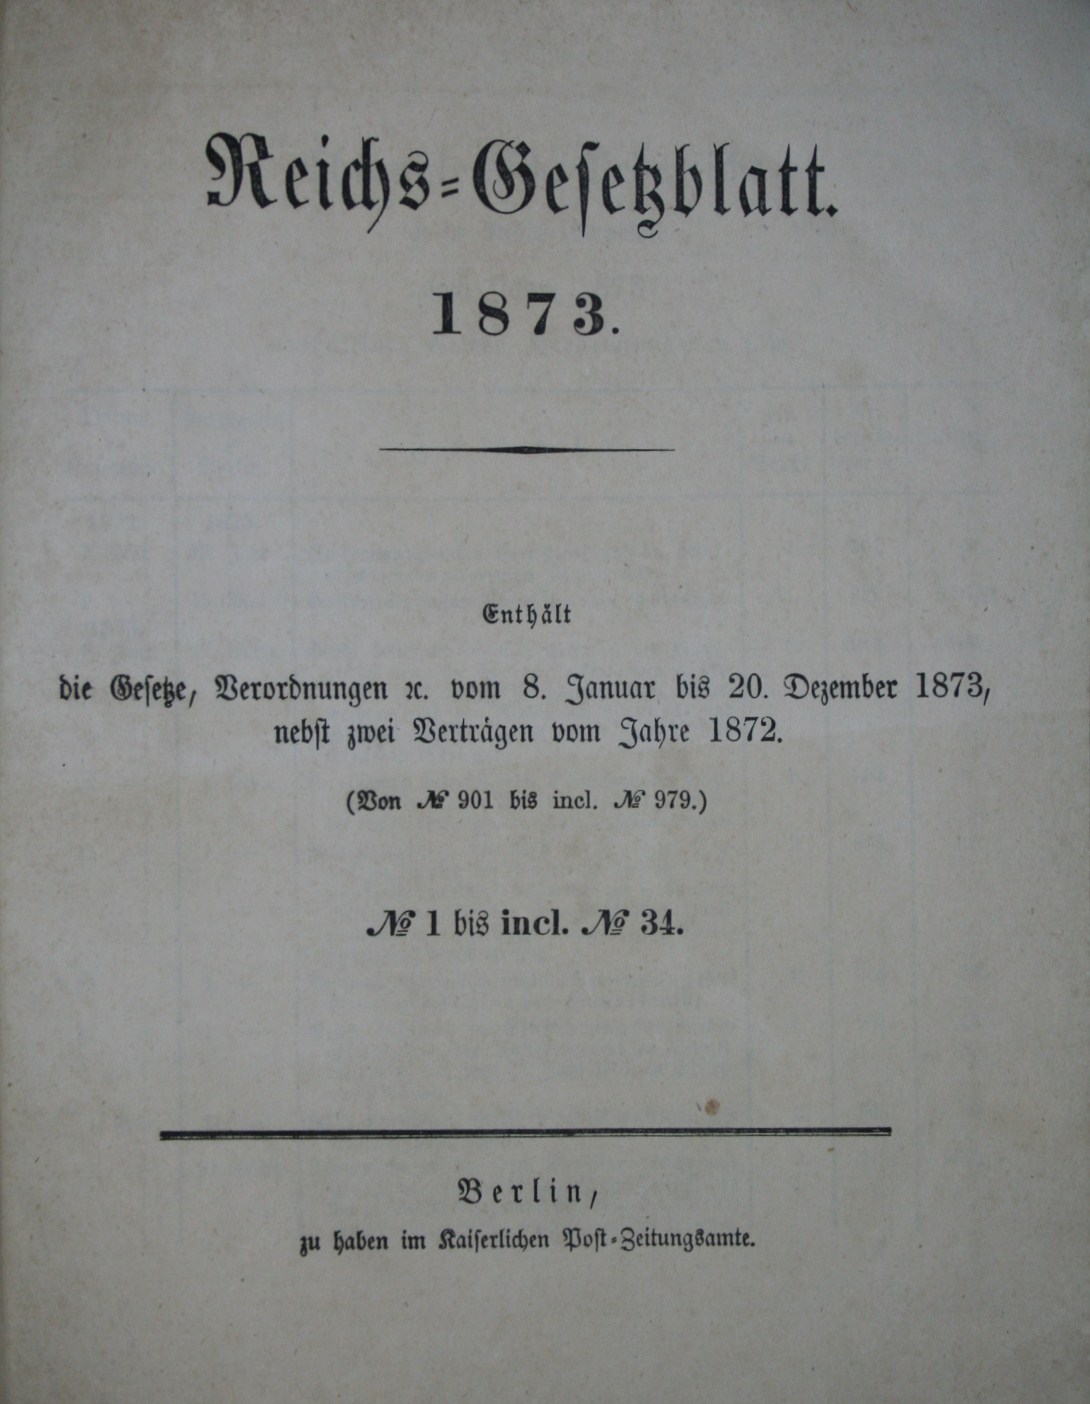 Reichs-Gesetzblatt.
1873.
Enthält
die Gesetze, Verordnungen ꝛc. vom 8. Januar bis 20. Dezember 1873,
nebst zwei Verträgen vom Jahre 1872.
(Von № 901 bis incl. № 979.)
№ 1 bis incl. № 34.
Berlin,
zu haben im Kaiserlichen Post-Zeitungsamte.